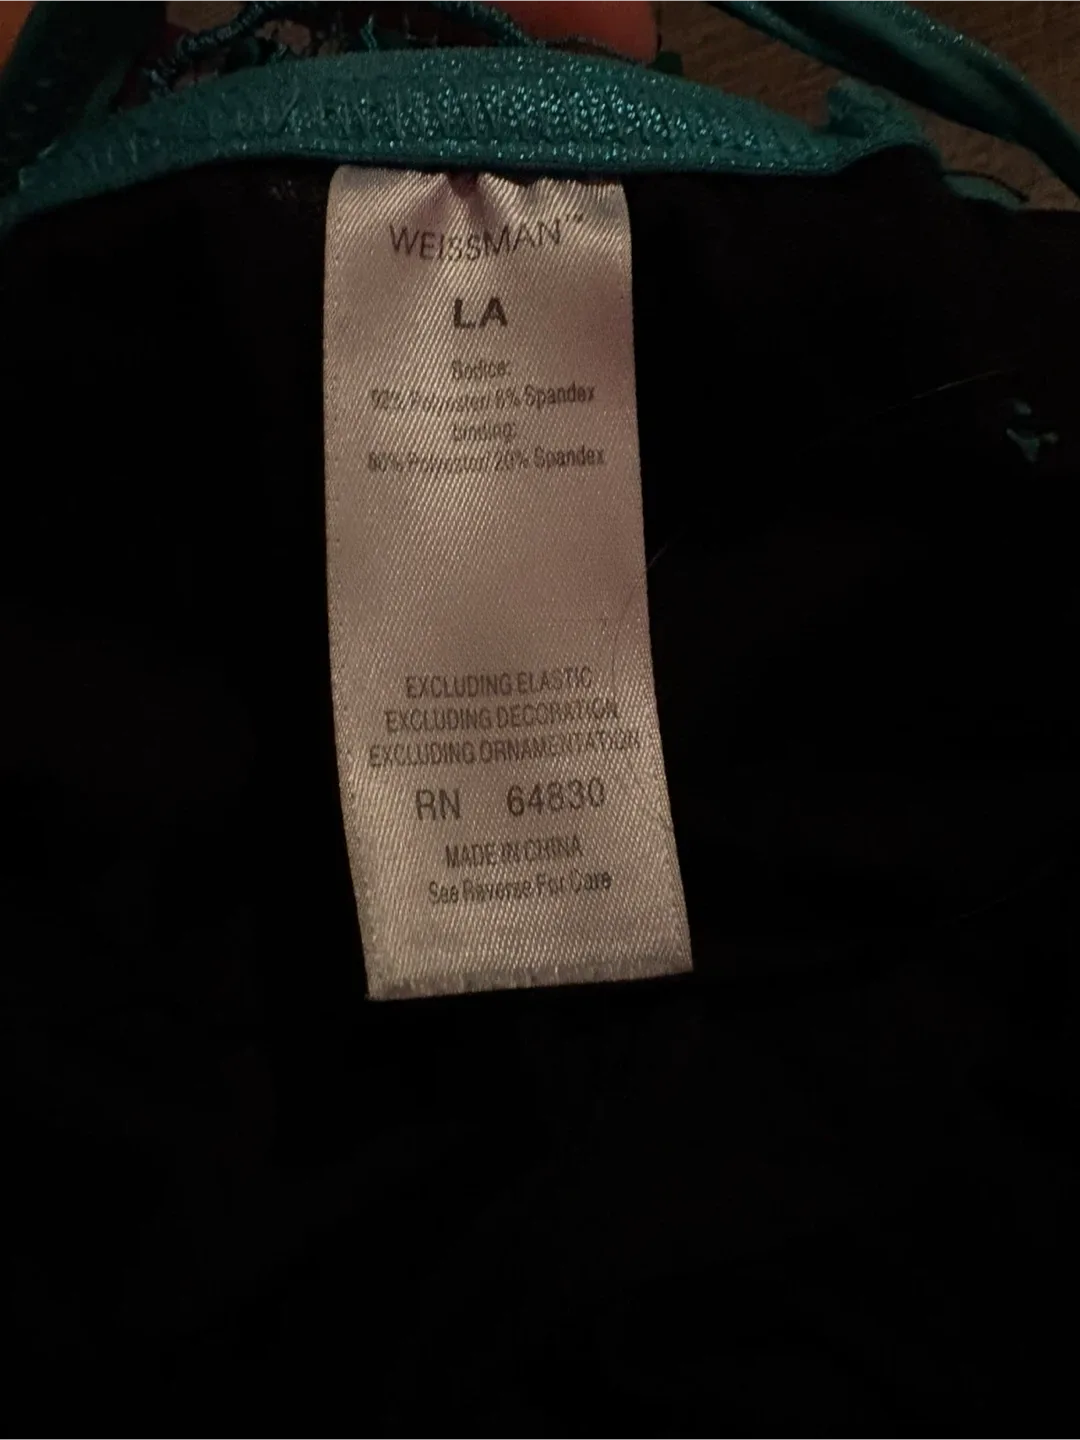 WEISSMAN™
LA
Bodice:
92% Polyester/ 8% Spandex
binding:
80% Polyester/ 20% Spandex
EXCLUDING ELASTIC
EXCLUDING DECORATION
EXCLUDING ORNAMENTATION
RN 64830
MADE IN CHINA
See Reverse For Care